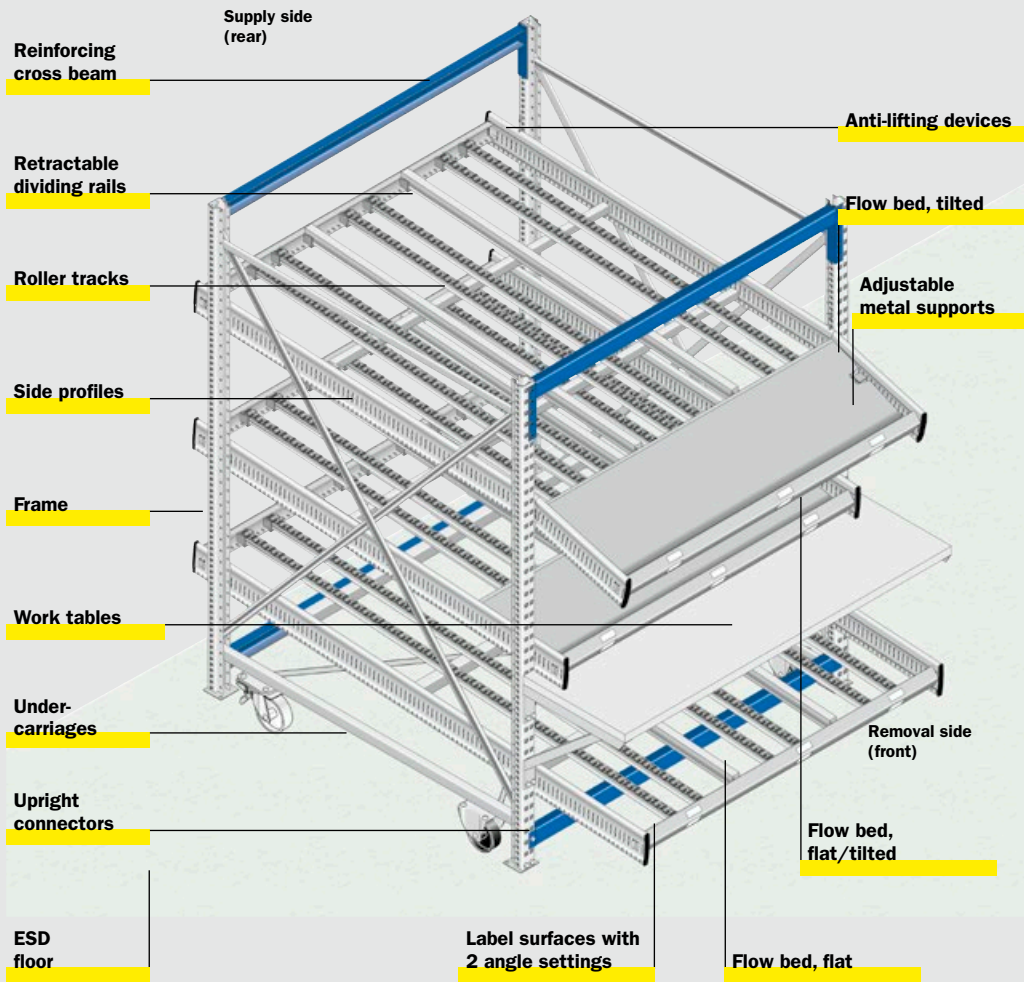 Supply side
(rear)
Reinforcing
cross beam
Anti-lifting devices
Retractable
dividing rails
Flow bed, tilted
Roller tracks
Adjustable
metal supports
Side profiles
Frame
Work tables
Under-
carriages
Removal side
(front)
Upright
connectors
Flow bed,
flat/tilted
ESD
floor
Label surfaces with
2 angle settings
Flow bed, flat